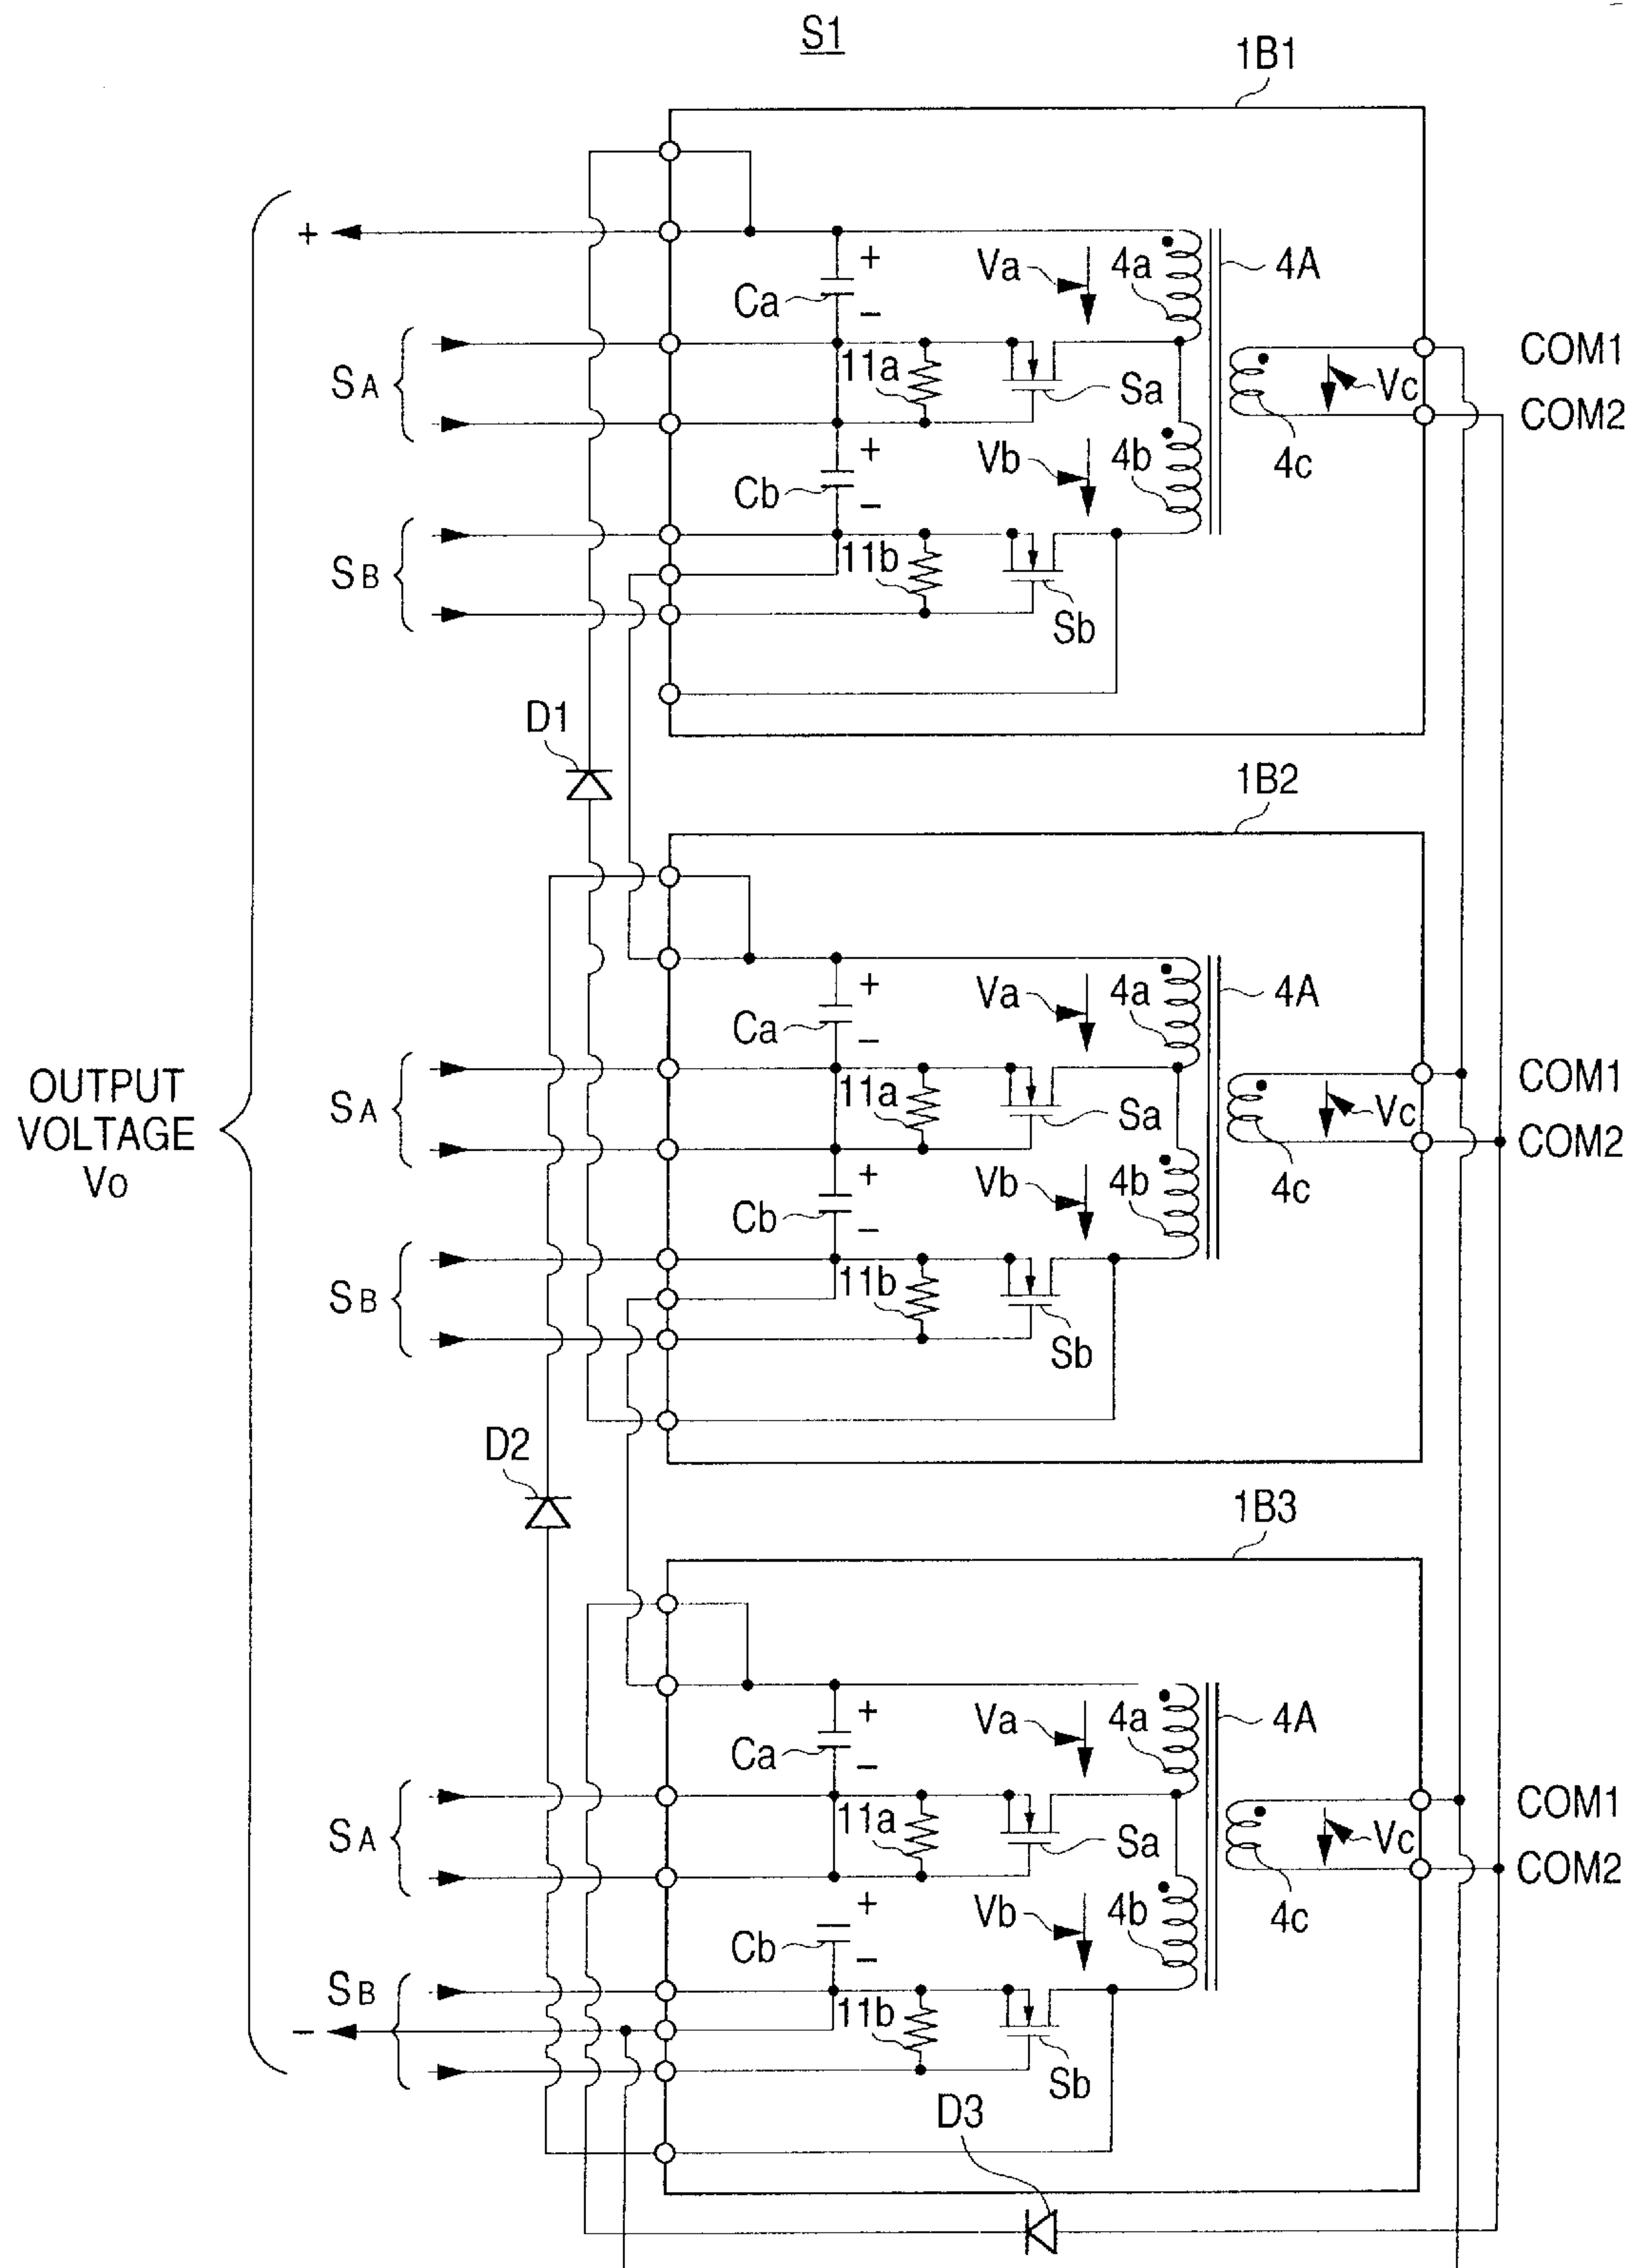 S1
1B1
+
+
Va
4a
4A
Ca
−
COM1
SA
11a
Sa
Vc
COM2
+
Vb
4b
4c
Cb
−
SB
11b
Sb
D1
1B2
+
Va
4a
4A
Ca
−
OUTPUT
VOLTAGE
Vo
COM1
SA
11a
Sa
Vc
COM2
+
Vb
4b
4c
Cb
−
SB
11b
Sb
D2
1B3
+
Va
4a
4A
Ca
−
COM1
SA
11a
Sa
Vc
COM2
+
Vb
4b
4c
Cb
−
SB
−
11b
Sb
D3